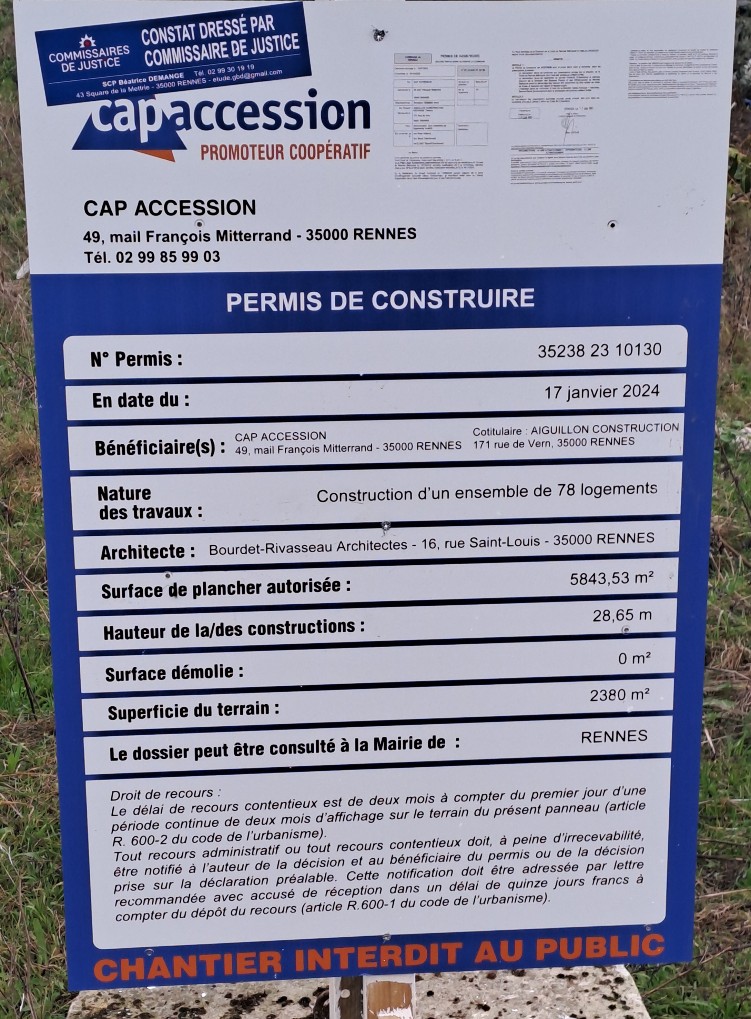 COMMISSAIRES
DE JUSTICE
CONSTAT DRESSÉ PAR
COMMISSAIRE DE JUSTICE
SCP Béatrice DEMANGE Tél. 02 99 30 19 19
43 Square de la Mettrie - 35000 RENNES - etude.gbd@gmail.com
capaccession
PROMOTEUR COOPÉRATIF
CAP ACCESSION
49, mail François Mitterrand - 35000 RENNES
Tél. 02 99 85 99 03
PERMIS DE CONSTRUIRE
N° Permis : 35238 23 10130
En date du : 17 janvier 2024
Bénéficiaire(s) : CAP ACCESSION Cotitulaire : AIGUILLON CONSTRUCTION
49, mail François Mitterrand - 35000 RENNES 171 rue de Vern, 35000 RENNES
Nature
des travaux : Construction d'un ensemble de 78 logements
Architecte : Bourdet-Rivasseau Architectes - 16, rue Saint-Louis - 35000 RENNES
Surface de plancher autorisée : 5843,53 m²
Hauteur de la/des constructions : 28,65 m
Surface démolie : 0 m²
Superficie du terrain : 2380 m²
Le dossier peut être consulté à la Mairie de : RENNES
Droit de recours :
Le délai de recours contentieux est de deux mois à compter du premier jour d'une
période continue de deux mois d'affichage sur le terrain du présent panneau (article
R. 600-2 du code de l'urbanisme).
Tout recours administratif ou tout recours contentieux doit, à peine d'irrecevabilité,
être notifié à l'auteur de la décision et au bénéficiaire du permis ou de la décision
prise sur la déclaration préalable. Cette notification doit être adressée par lettre
recommandée avec accusé de réception dans un délai de quinze jours francs à
compter du dépôt du recours (article R.600-1 du code de l'urbanisme).
CHANTIER INTERDIT AU PUBLIC